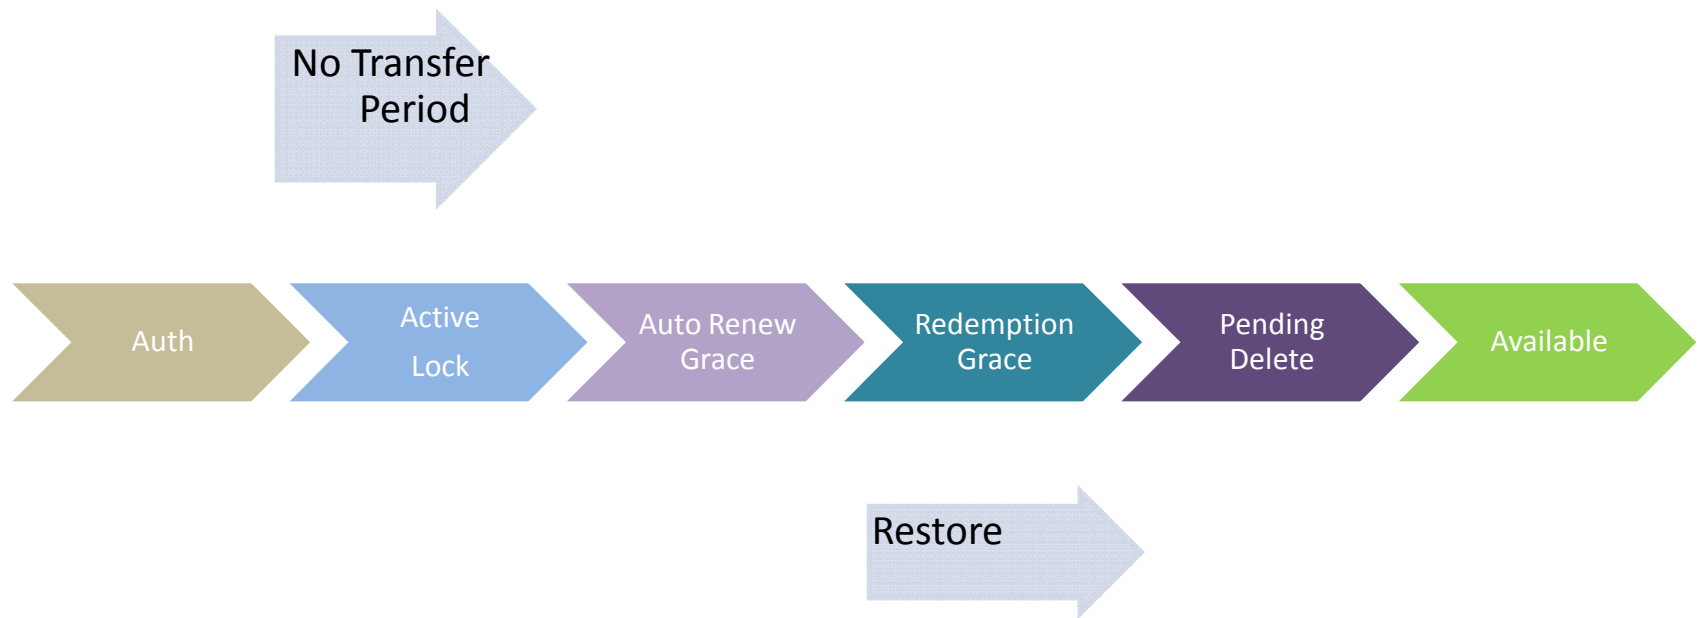 No Transfer
Period
Auth
Active
Lock
Auto Renew
Grace
Redemption
Grace
Pending
Delete
Available
Restore